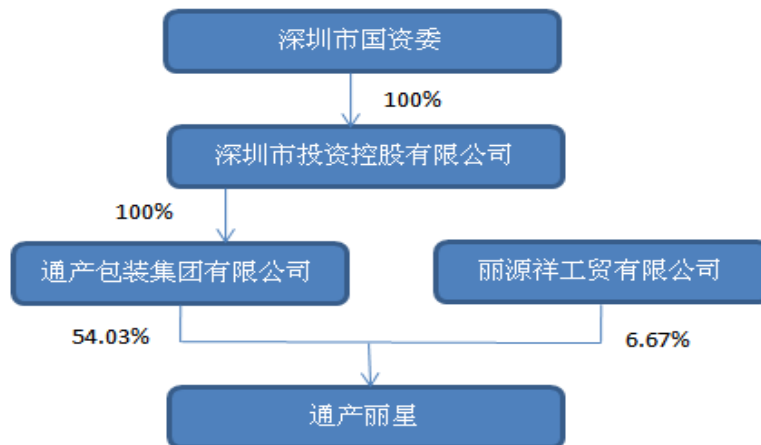 深圳市国资委
100%
深圳市投资控股有限公司
100%
通产包装集团有限公司
丽源祥工贸有限公司
54.03%
6.67%
通产丽星